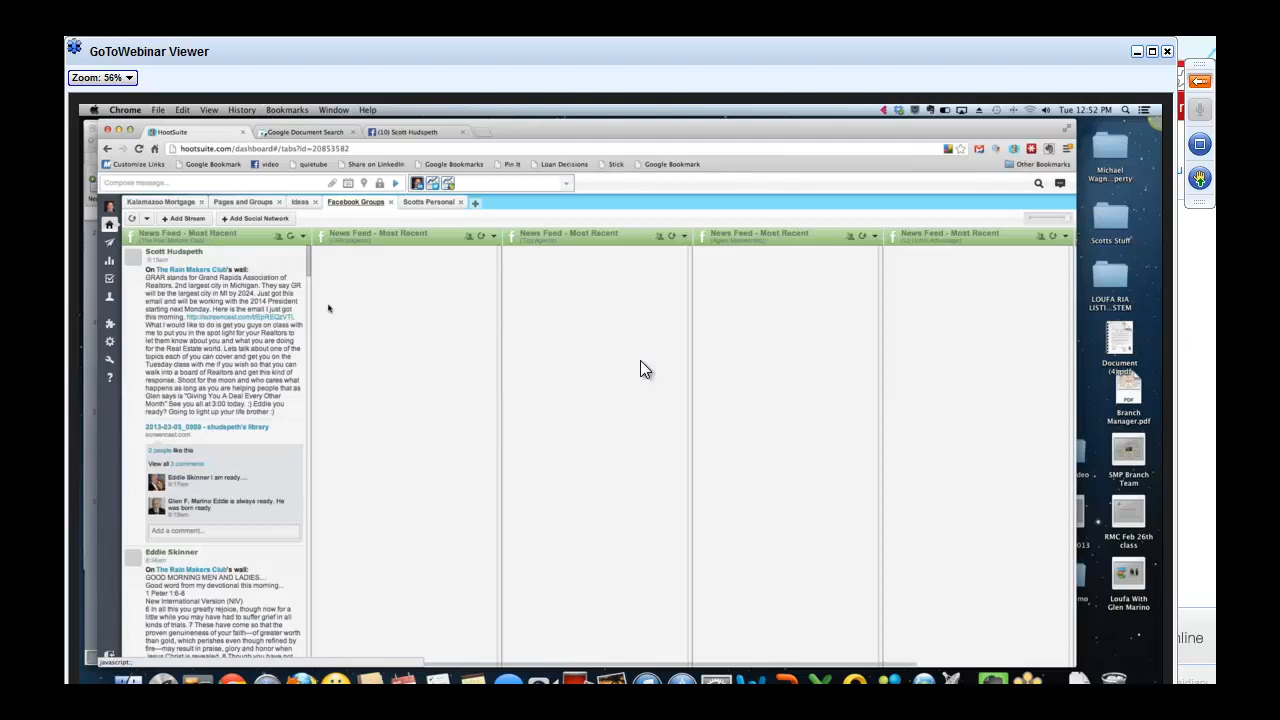 GoToWebinar Viewer
Zoom: 56%
Chrome File Edit View History Bookmarks Window Help
Tue 12:52 PM
HootSuite
Google Document Search
(10) Scott Hudspeth
hootsuite.com/dashboard#/tabs?id=20853582
Customize Links Google Bookmark video quietube Share on LinkedIn Google Bookmarks Pin It Loan Decisions Stick Google Bookmark Other Bookmarks
Compose message...
Kalamazoo Mortgage Pages and Groups Ideas Facebook Groups Scotts Personal
Add Stream Add Social Network
News Feed - Most Recent
News Feed - Most Recent
News Feed - Most Recent
News Feed - Most Recent
News Feed - Most Recent
Scott Hudspeth
9:15am
On The Rain Makers Club's wall:
GRAR stands for Grand Rapids Association of
Realtors. 2nd largest city in Michigan. They say GR
will be the largest city in MI by 2024. Just got this
email and will be working with the 2014 President
starting next Monday. Here is the email I just got
this morning.
What I would like to do is get you guys on class with
me to put you in the spot light for your Realtors to
let them know about you and what you are doing
for the Real Estate world. Lets talk about one of the
topics each of you can cover and get you on the
Tuesday class with me if you wish so that you can
walk into a board of Realtors and get this kind of
response. Shoot for the moon and who cares what
happens as long as you are helping people that as
Glen says is "Giving You A Deal Every Other
Month" See you all at 3:00 today. :) Eddie you
ready? Going to light up your life brother :)
2013-03-05_0909 - shudspeth's library
screencast.com
2 people like this
View all 3 comments
Eddie Skinner I am ready....
9:17am
Glen F. Marino Eddie is always ready. He
was born ready
9:19am
Add a comment...
Eddie Skinner
On The Rain Makers Club's wall:
GOOD MORNING MEN AND LADIES....
Good word from my devotional this morning...
1 Peter 1:6-8
New International Version (NIV)
6 In all this you greatly rejoice, though now for a
little while you may have had to suffer grief in all
kinds of trials. 7 These have come so that the
proven genuineness of your faith—of greater worth
than gold, which perishes even though refined by
fire—may result in praise, glory and honor when
Jesus Christ is revealed. 8 Though you have not
javascript:;
Michael
Wagn...perty
Scotts Stuff
LOUFA RIA
LISTI...STEM
Document
(4).pdf
PDF
Branch
Manager.pdf
SMP Branch
Team
RMC Feb 26th
class
Loufa With
Glen Marino
nline